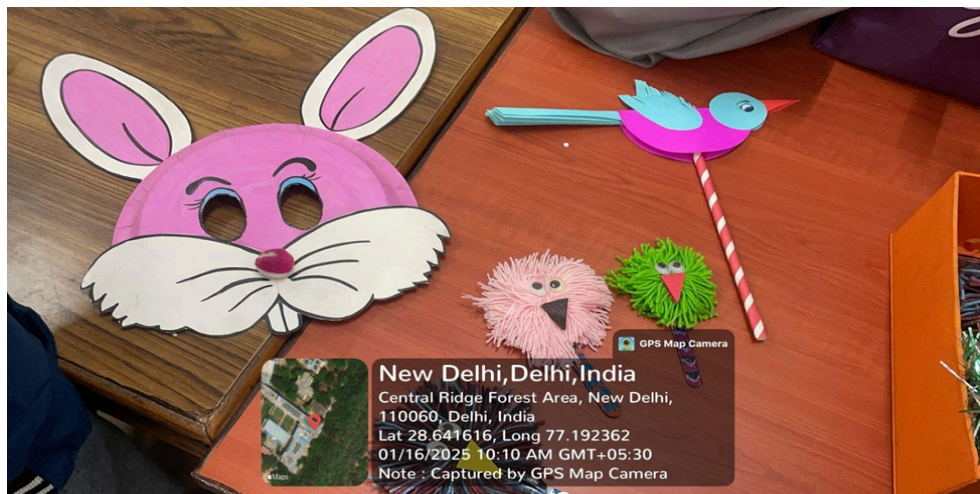 GPS Map Camera
New Delhi,Delhi,India
Central Ridge Forest Area, New Delhi,
110060, Delhi, India
Lat 28.641616, Long 77.192362
01/16/2025 10:10 AM GMT+05:30
Note : Captured by GPS Map Camera
Maps